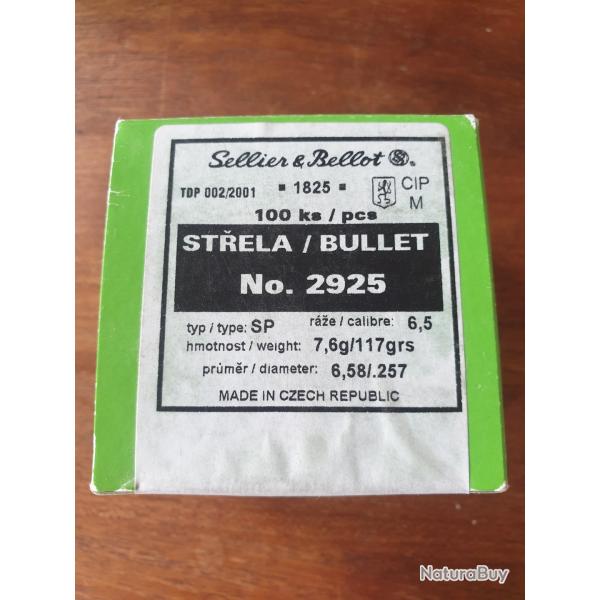 Sellier & Bellot SB®.
TDP 002/2001 ▪ 1825 ▪ CIP
M
100 ks / pcs
STŘELA / BULLET
No. 2925
typ / type: SP ráže / calibre: 6,5
hmotnost / weight: 7,6g/117grs
průměr / diameter: 6,58/.257
MADE IN CZECH REPUBLIC
NaturaBuy